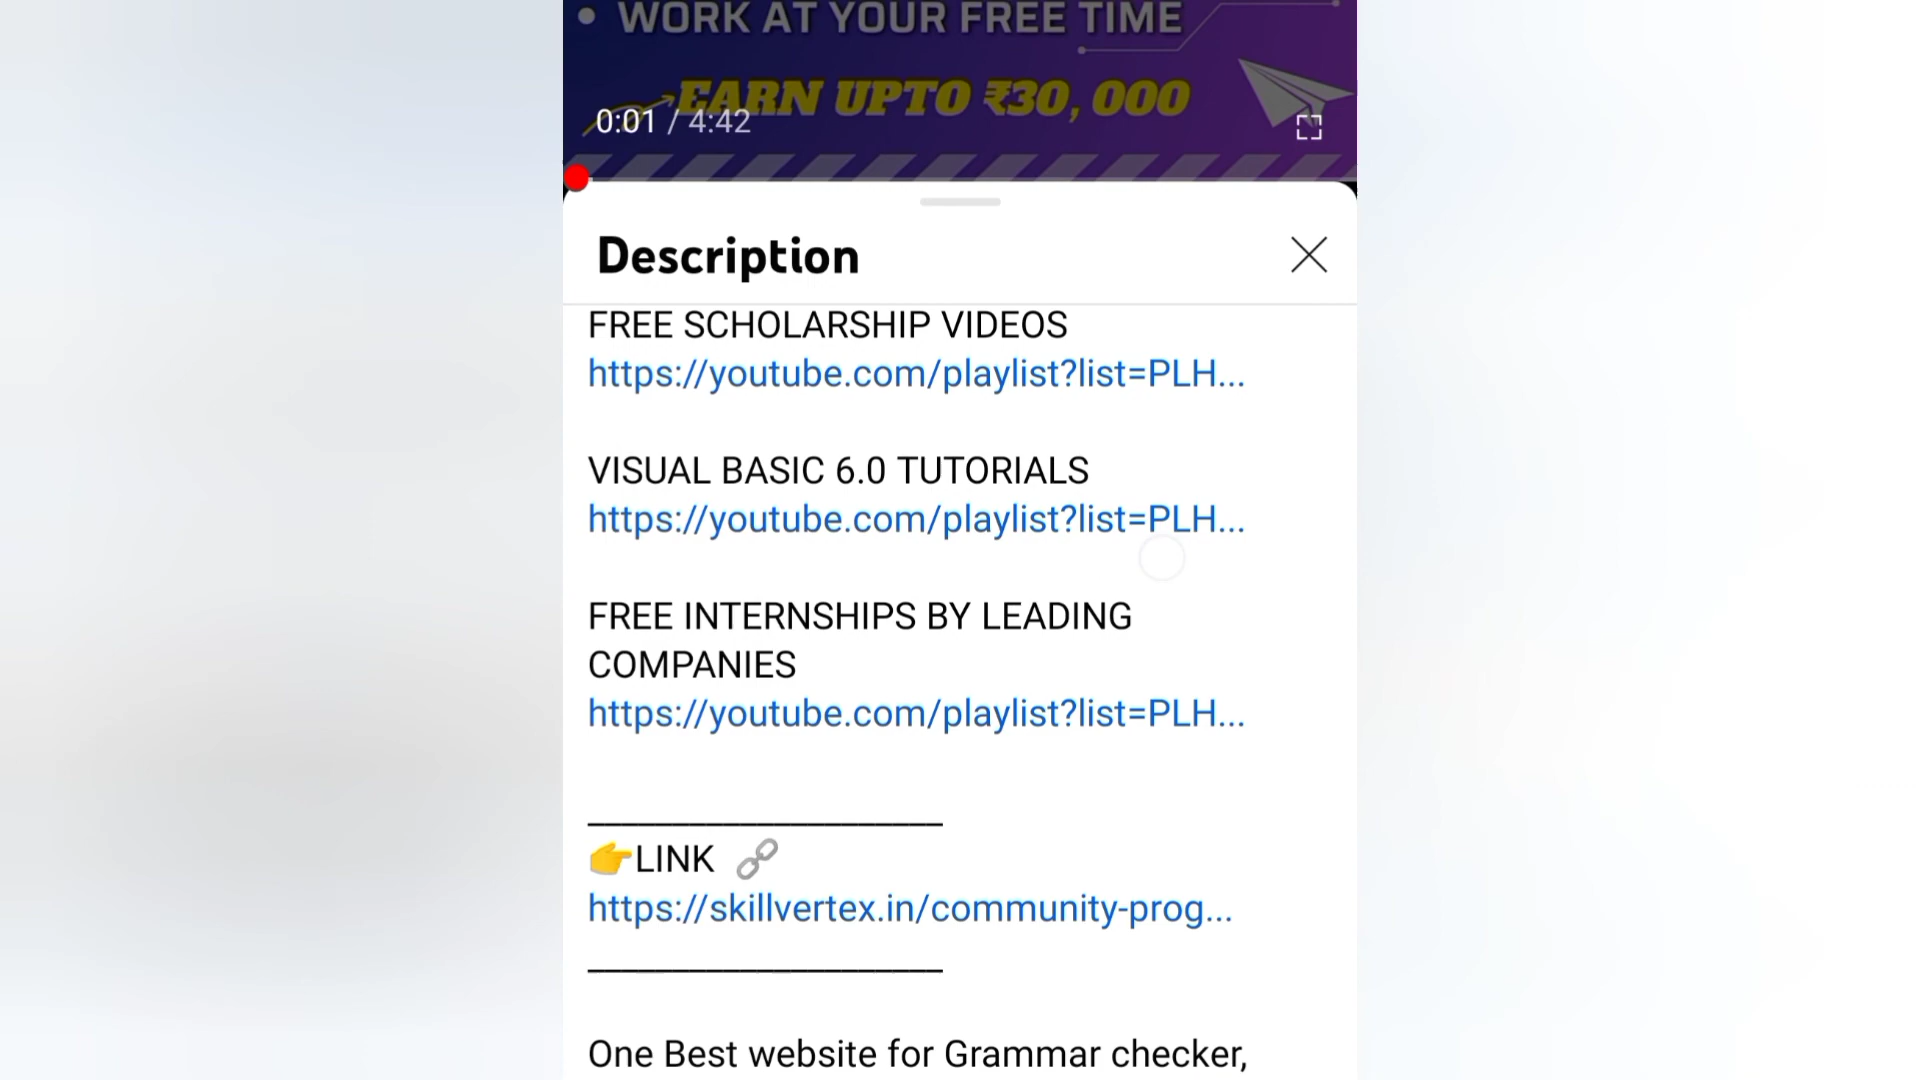 • WORK AT YOUR FREE TIME
EARN UPTO ₹30,000
0:01 / 4:42
Description
FREE SCHOLARSHIP VIDEOS
https://youtube.com/playlist?list=PLH...
VISUAL BASIC 6.0 TUTORIALS
https://youtube.com/playlist?list=PLH...
FREE INTERNSHIPS BY LEADING
COMPANIES
https://youtube.com/playlist?list=PLH...
_____________________
👉LINK 🔗
https://skillvertex.in/community-prog...
_____________________
One Best website for Grammar checker,